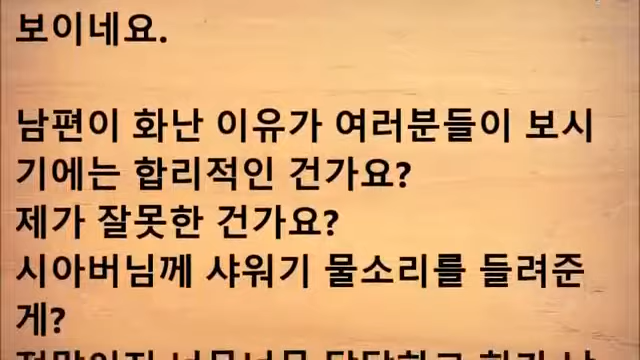 보이네요.
남편이 화난 이유가 여러분들이 보시
기에는 합리적인 건가요?
제가 잘못한 건가요?
시아버님께 샤워기 물소리를 들려준
게?